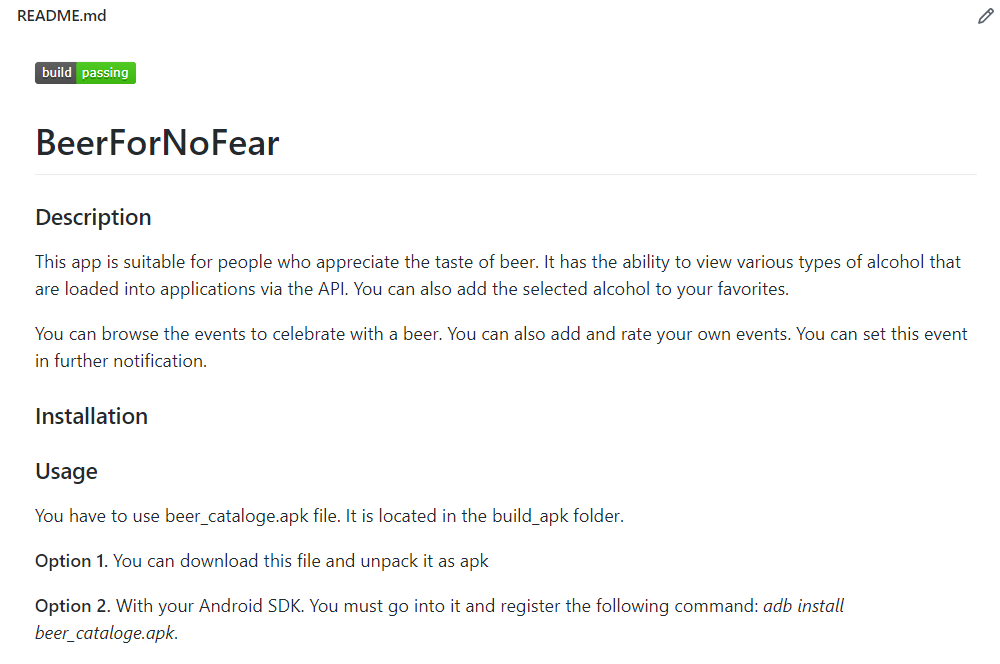 README.md
build passing
BeerForNoFear
Description
This app is suitable for people who appreciate the taste of beer. It has the ability to view various types of alcohol that
are loaded into applications via the API. You can also add the selected alcohol to your favorites.
You can browse the events to celebrate with a beer. You can also add and rate your own events. You can set this event
in further notification.
Installation
Usage
You have to use beer_cataloge.apk file. It is located in the build_apk folder.
Option 1. You can download this file and unpack it as apk
Option 2. With your Android SDK. You must go into it and register the following command: adb install
beer_cataloge.apk.